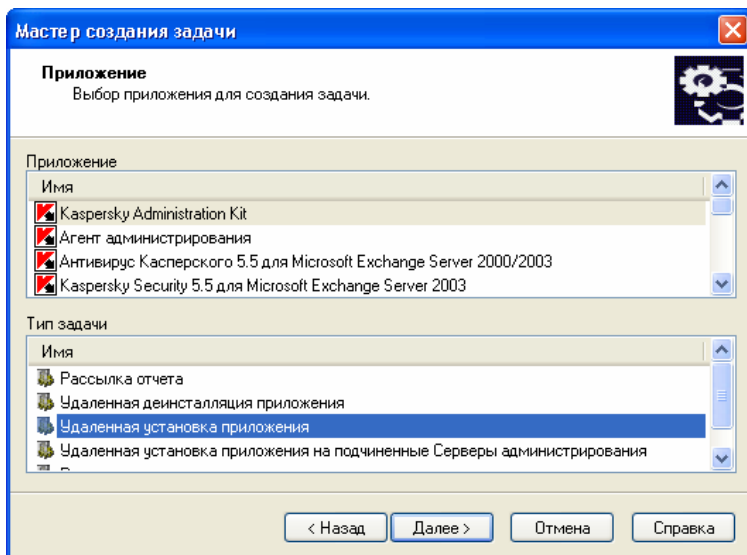 Мастер создания задачи
Приложение
Выбор приложения для создания задачи.
Приложение
Имя
Kaspersky Administration Kit
Агент администрирования
Антивирус Касперского 5.5 для Microsoft Exchange Server 2000/2003
Kaspersky Security 5.5 для Microsoft Exchange Server 2003
Тип задачи
Имя
Рассылка отчета
Удаленная деинсталляция приложения
Удаленная установка приложения
Удаленная установка приложения на подчиненные Серверы администрирования
< Назад Далее > Отмена Справка